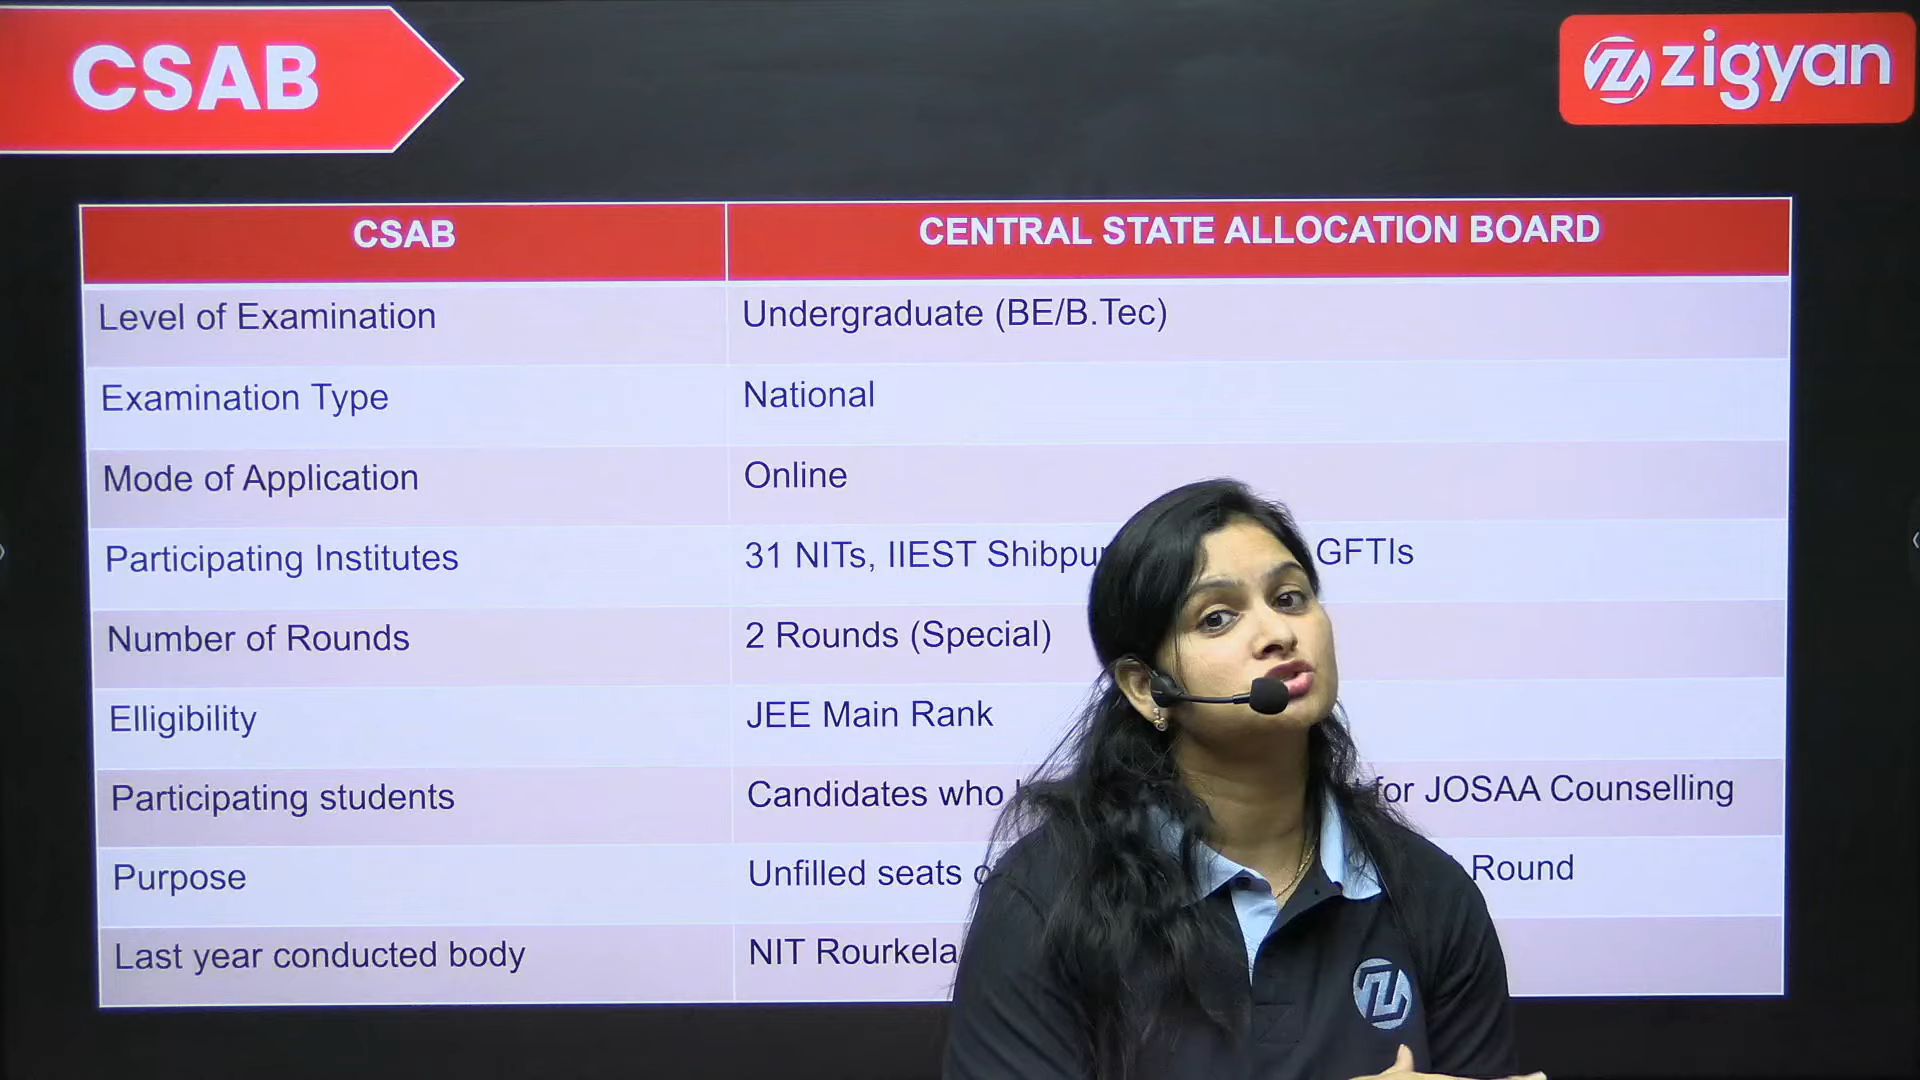 CSAB
zigyan
CSAB CENTRAL STATE ALLOCATION BOARD
Level of Examination Undergraduate (BE/B.Tec)
Examination Type National
Mode of Application Online
Participating Institutes 31 NITs, IIEST GFTIs
Number of Rounds 2 Rounds (Special)
Elligibility JEE Main Rank
Participating students Candidates who for JOSAA Counselling
Purpose Unfilled seats Round
Last year conducted body NIT Rourkela